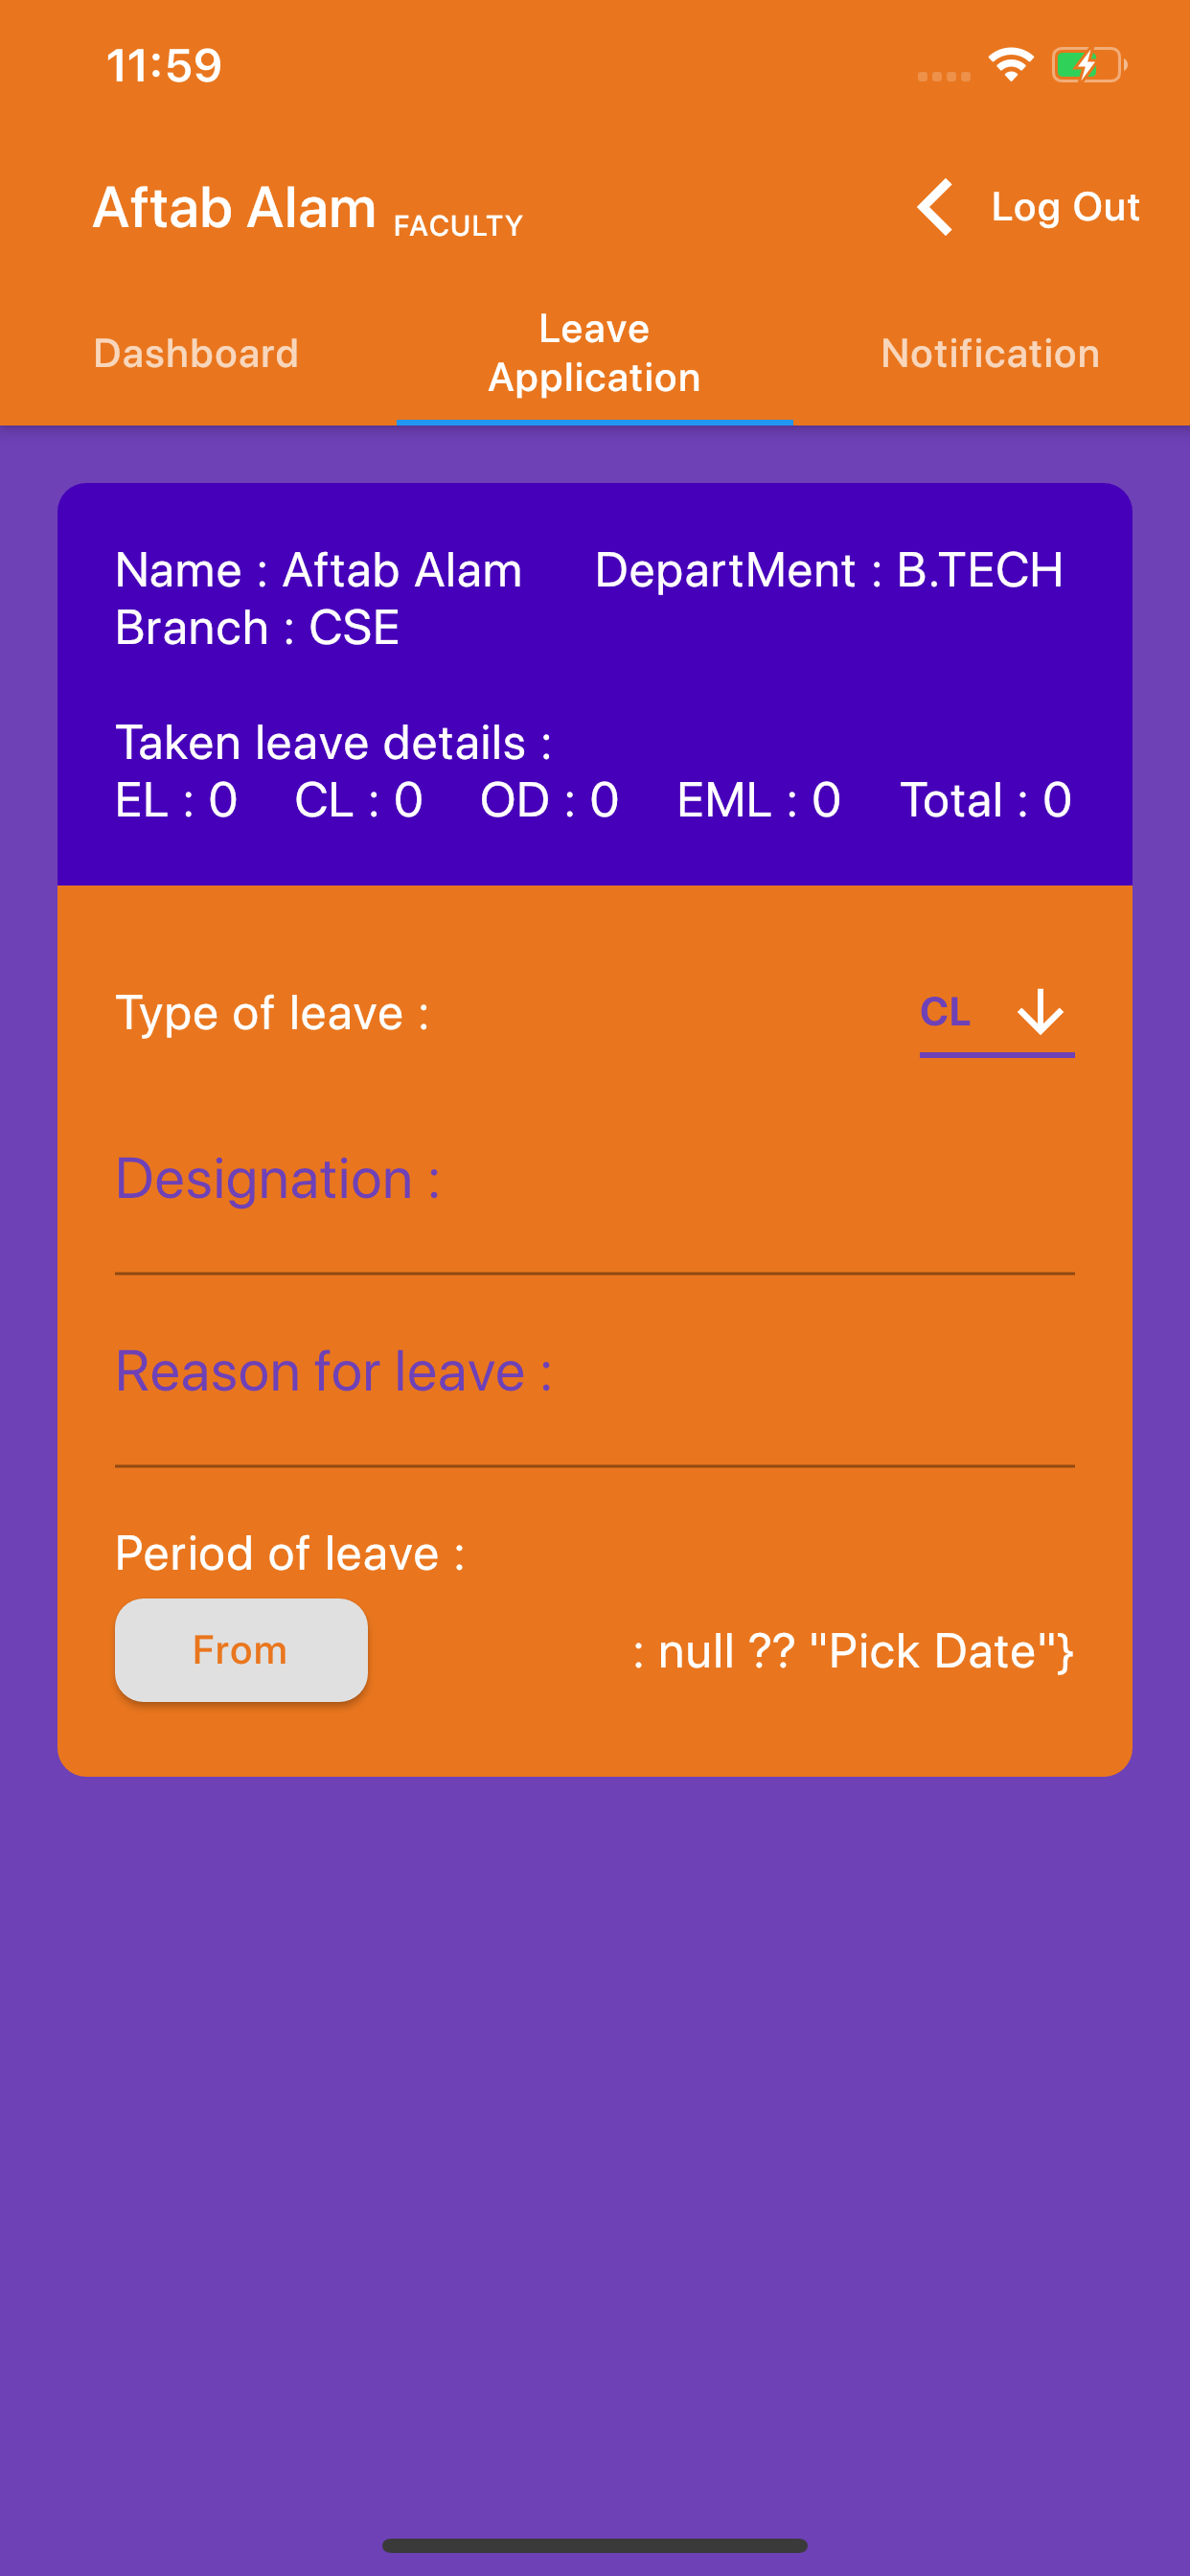 11:59
Aftab Alam FACULTY Log Out
Dashboard Leave Application Notification
Name : Aftab Alam DepartMent : B.TECH
Branch : CSE
Taken leave details :
EL : 0 CL : 0 OD : 0 EML : 0 Total : 0
Type of leave : CL
Designation :
Reason for leave :
Period of leave :
From : null ?? "Pick Date"}